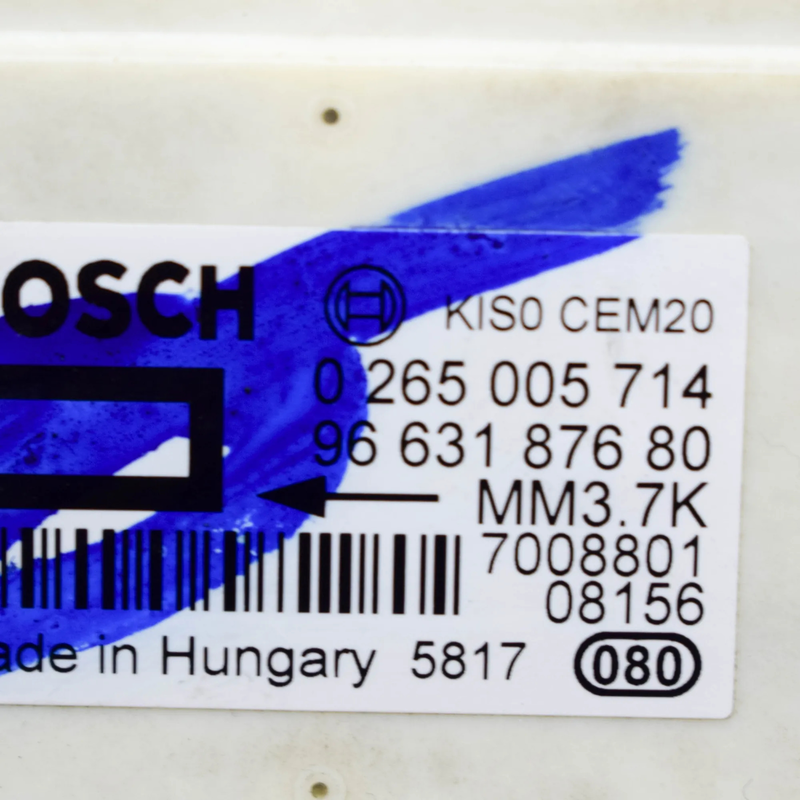 OSCH
KIS0 CEM20
0 265 005 714
96 631 876 80
MM3.7K
7008801
08156
ade in Hungary 5817
080